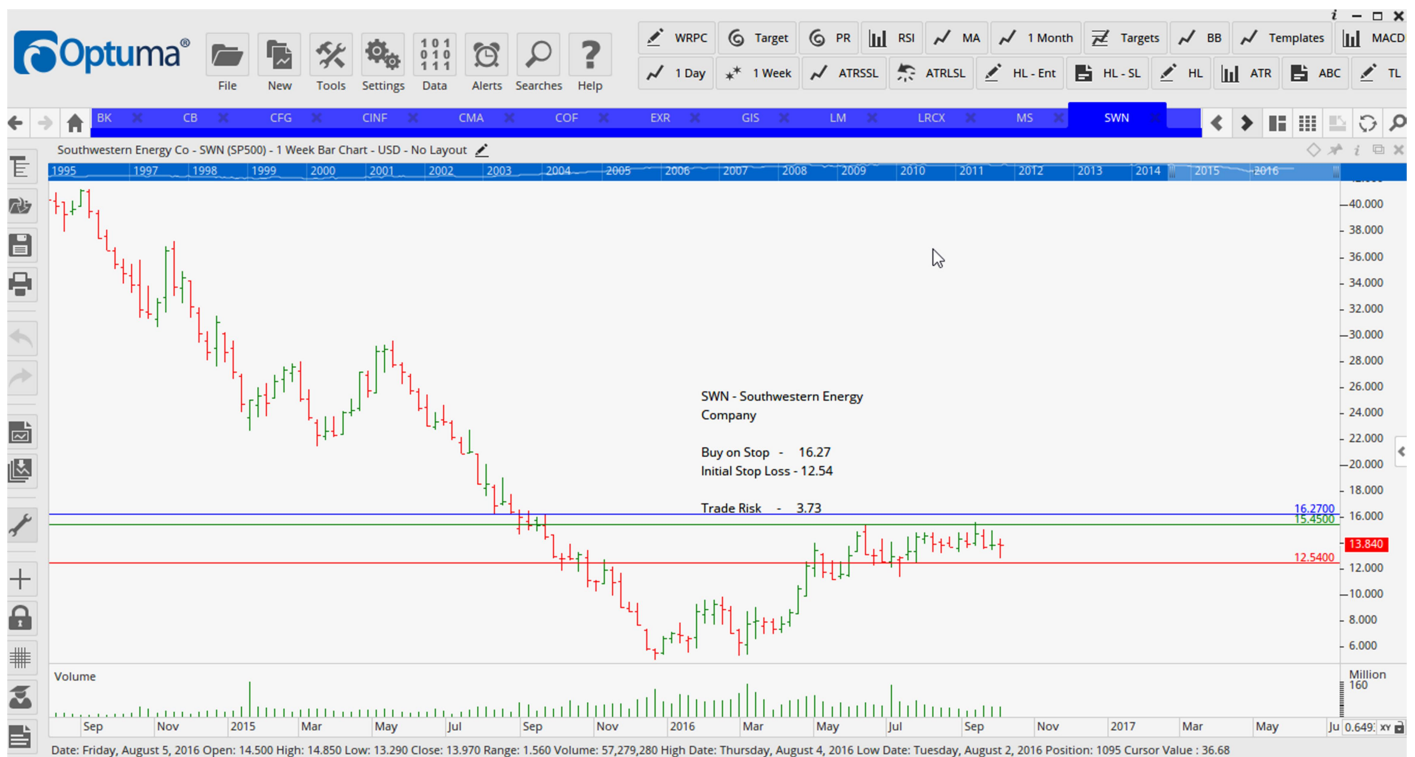 Optuma®
File New Tools Settings Data Alerts Searches Help
WRPC Target PR RSI MA 1 Month Targets BB Templates MACD
1 Day 1 Week ATRSSL ATRLSL HL - Ent HL - SL HL ATR ABC TL
BK CB CFG CINF CMA COF EXR GIS LM LRCX MS SWN
Southwestern Energy Co - SWN (SP500) - 1 Week Bar Chart - USD - No Layout
1995 1997 1998 1999 2000 2001 2002 2003 2004 2005 2006 2007 2008 2009 2010 2011 2012 2013 2014 2015 2016
40.000
38.000
36.000
34.000
32.000
30.000
28.000
26.000
SWN - Southwestern Energy
Company
24.000
22.000
Buy on Stop - 16.27
Initial Stop Loss - 12.54
20.000
18.000
Trade Risk - 3.73
16.2700
16.000
15.4500
13.840
12.5400
12.000
10.000
8.000
6.000
Volume
Million
160
Sep Nov 2015 Mar May Jul Sep Nov 2016 Mar May Jul Sep Nov 2017 Mar May Ju 0.649 XY
Date: Friday, August 5, 2016 Open: 14.500 High: 14.850 Low: 13.290 Close: 13.970 Range: 1.560 Volume: 57,279,280 High Date: Thursday, August 4, 2016 Low Date: Tuesday, August 2, 2016 Position: 1095 Cursor Value : 36.68